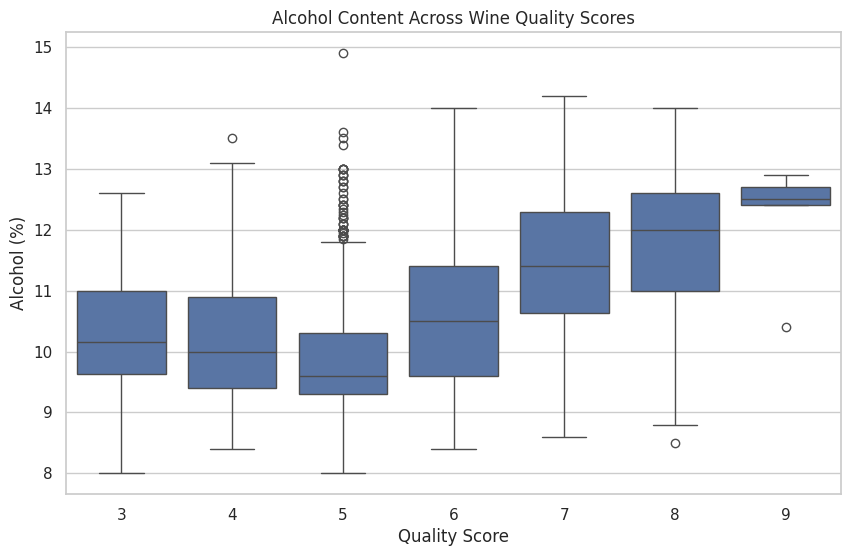 Alcohol Content Across Wine Quality Scores
15
14
13
12
11
10
9
8
Alcohol (%)
3 4 5 6 7 8 9
Quality Score